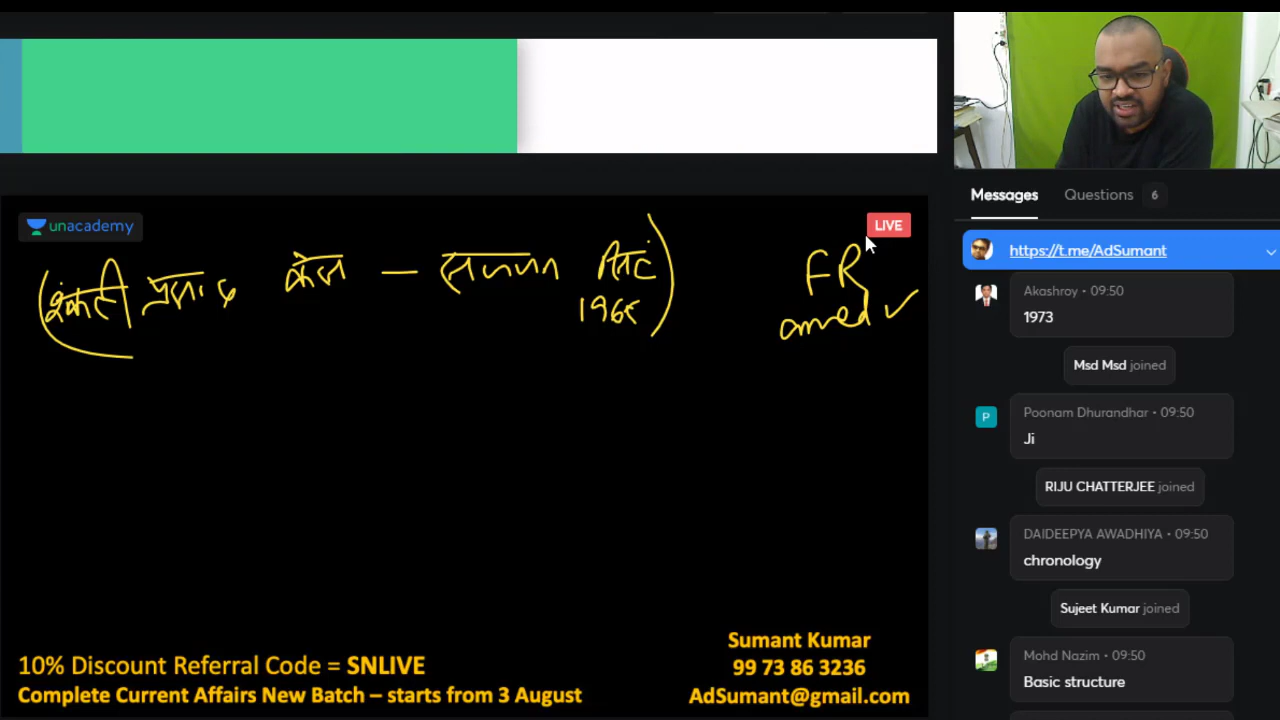 unacademy
LIVE
शंकरी प्रसाद केस – सज्जन सिंह
1965
FR
amed ✓
10% Discount Referral Code = SNLIVE
Complete Current Affairs New Batch – starts from 3 August
Sumant Kumar
99 73 86 3236
AdSumant@gmail.com
Messages Questions 6
https://t.me/AdSumant
Akashroy • 09:50
1973
Msd Msd joined
P
Poonam Dhurandhar • 09:50
Ji
RIJU CHATTERJEE joined
DAIDEEPYA AWADHIYA • 09:50
chronology
Sujeet Kumar joined
Mohd Nazim • 09:50
Basic structure